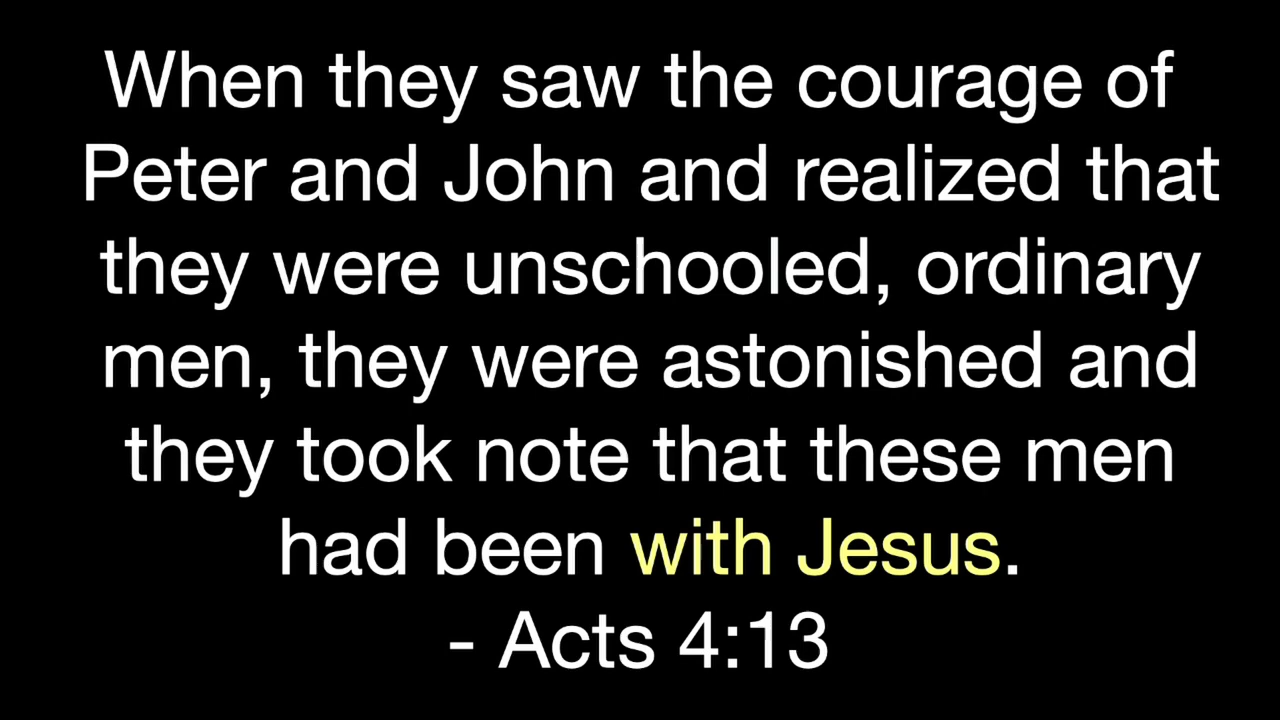 When they saw the courage of
Peter and John and realized that
they were unschooled, ordinary
men, they were astonished and
they took note that these men
had been with Jesus.
- Acts 4:13